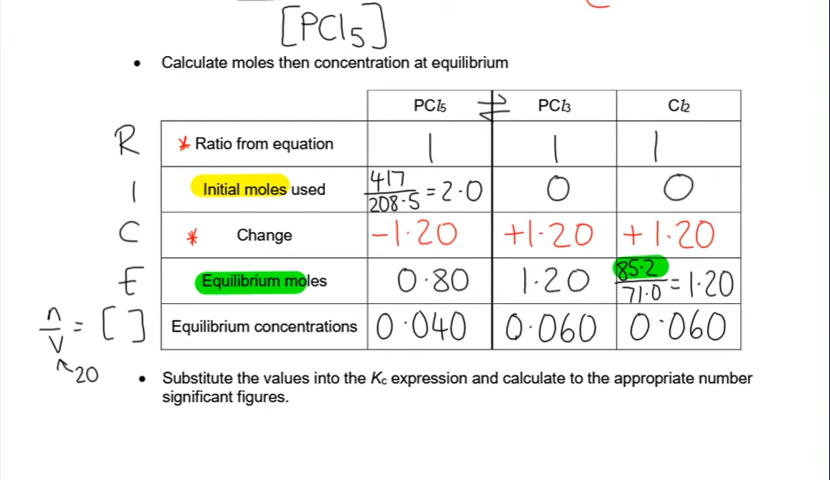 [PCl5]
• Calculate moles then concentration at equilibrium
PCl5 ⇌ PCl3 Cl2
R * Ratio from equation 1 1 1
I Initial moles used 417/208·5 = 2·0 0 0
C * Change -1·20 +1·20 +1·20
E Equilibrium moles 0·80 1·20 85·2/71·0 = 1·20
n/v = [ ] Equilibrium concentrations 0·040 0·060 0·060
20
• Substitute the values into the Kc expression and calculate to the appropriate number
significant figures.